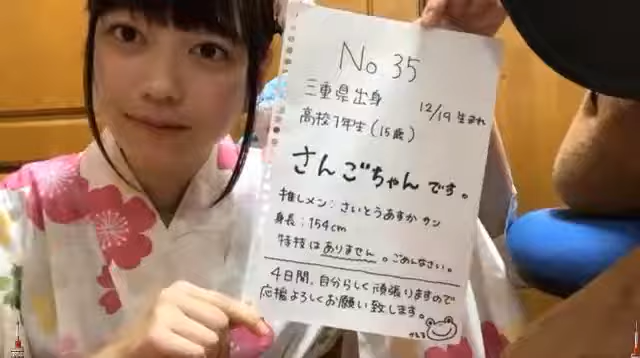 No 35
三重県出身
12/19 生まれ
高校1年生(15歳)
さんごちゃんです。
推しメン:さいとうあすかサン
身長:154cm
特技はありません。ごめんなさい。
4日間、自分らしく頑張りますので
応援よろしくお願い致します。